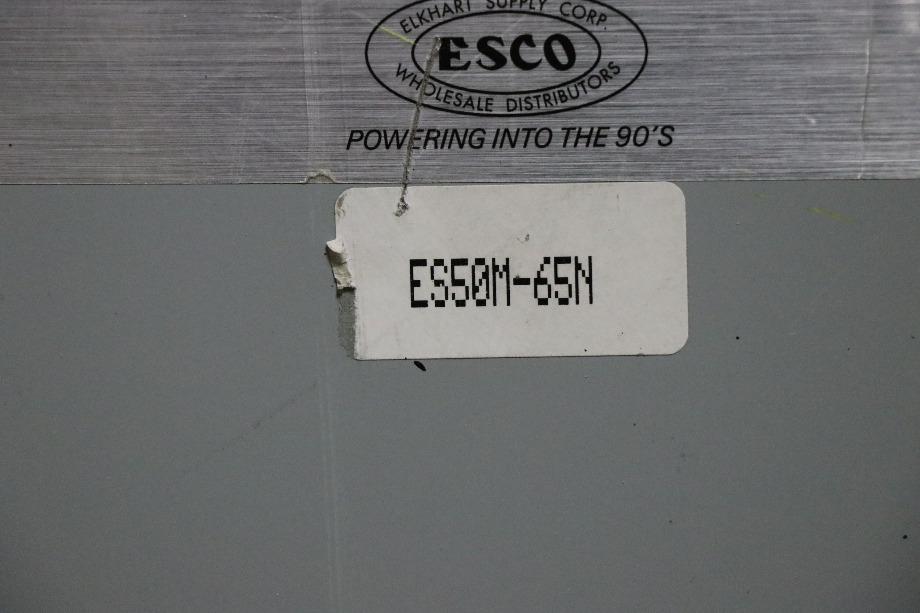 ELKHART SUPPLY CORP.
ESCO
WHOLESALE DISTRIBUTORS
POWERING INTO THE 90'S
ES50M-65N